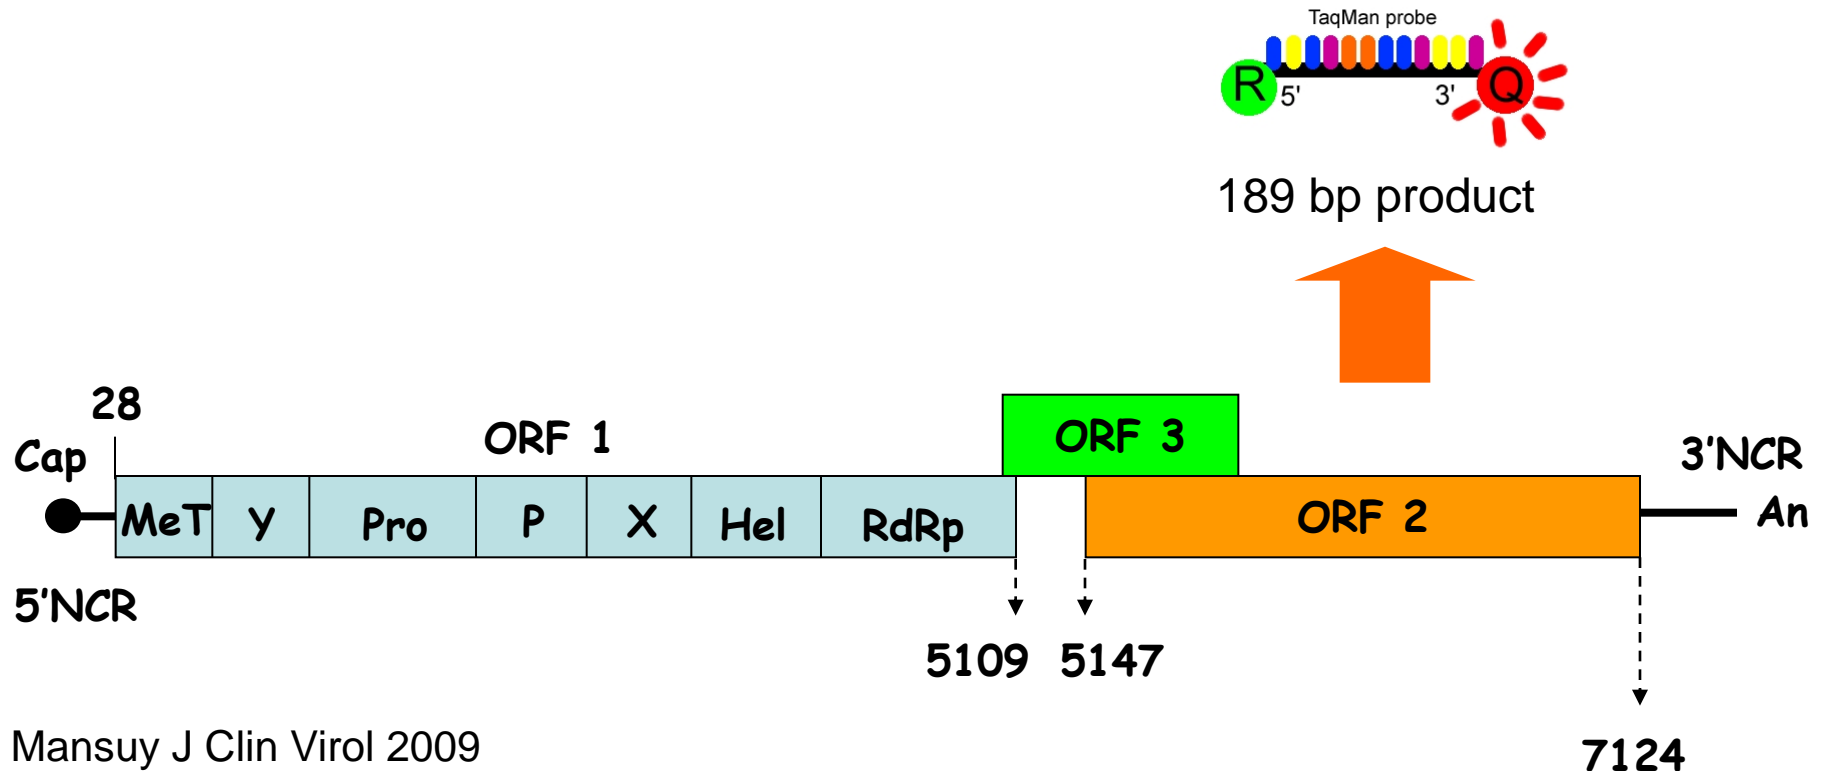 TaqMan probe
R 5' 3' Q
189 bp product
28
Cap ORF 1 ORF 3 3'NCR
MeT Y Pro P X Hel RdRp ORF 2 An
5'NCR
5109 5147
Mansuy J Clin Virol 2009 7124